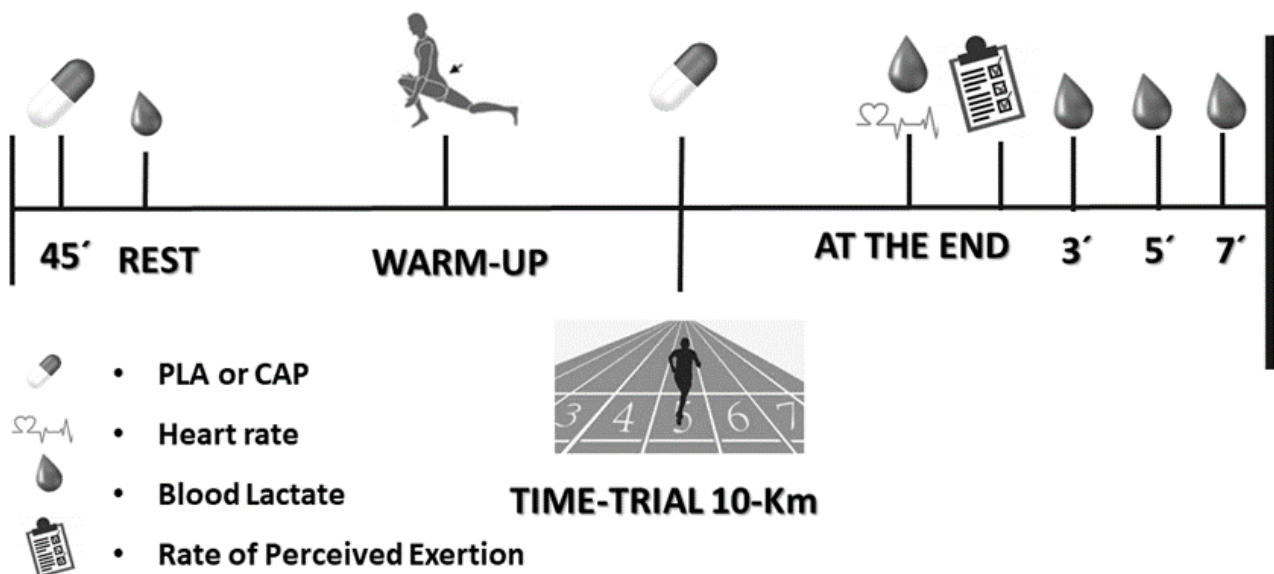 45´ REST WARM-UP AT THE END 3´ 5´ 7´
3 4 5 6 7
• PLA or CAP
• Heart rate
• Blood Lactate
• Rate of Perceived Exertion
TIME-TRIAL 10-Km